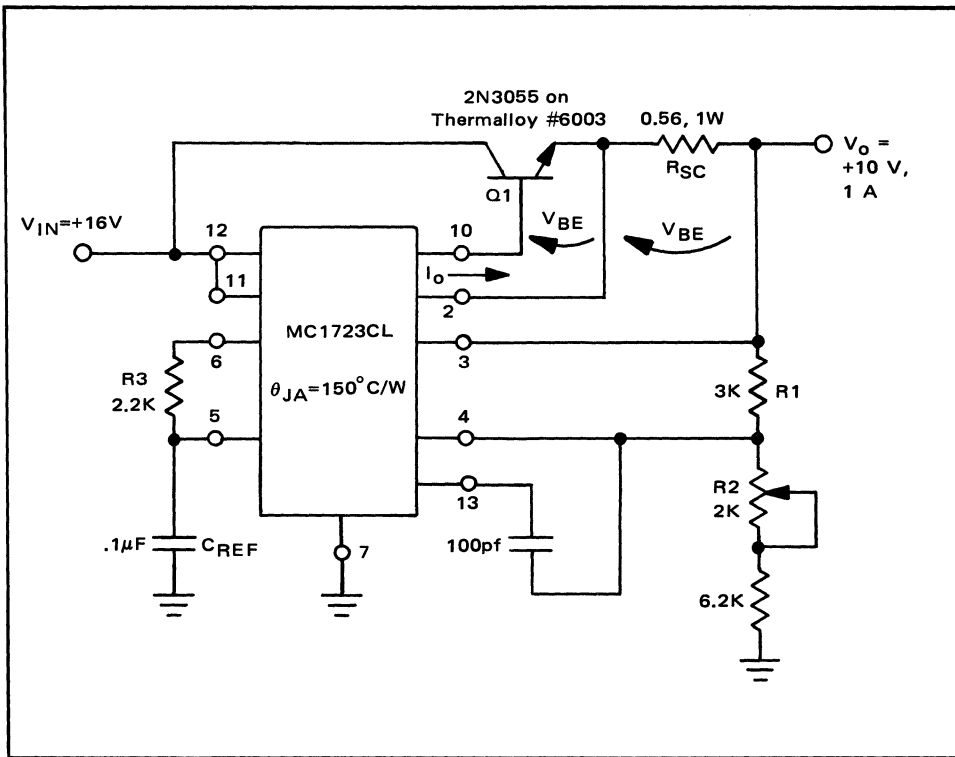 2N3055 on
Thermalloy #6003
0.56, 1W
R_SC
V_o =
+10 V,
1 A
Q1
V_IN=+16V
12
10
V_BE
V_BE
11
I_o
2
MC1723CL
6
3
R3
2.2K
θ_JA=150°C/W
3K
R1
5
4
R2
2K
13
.1μF
C_REF
7
100pf
6.2K